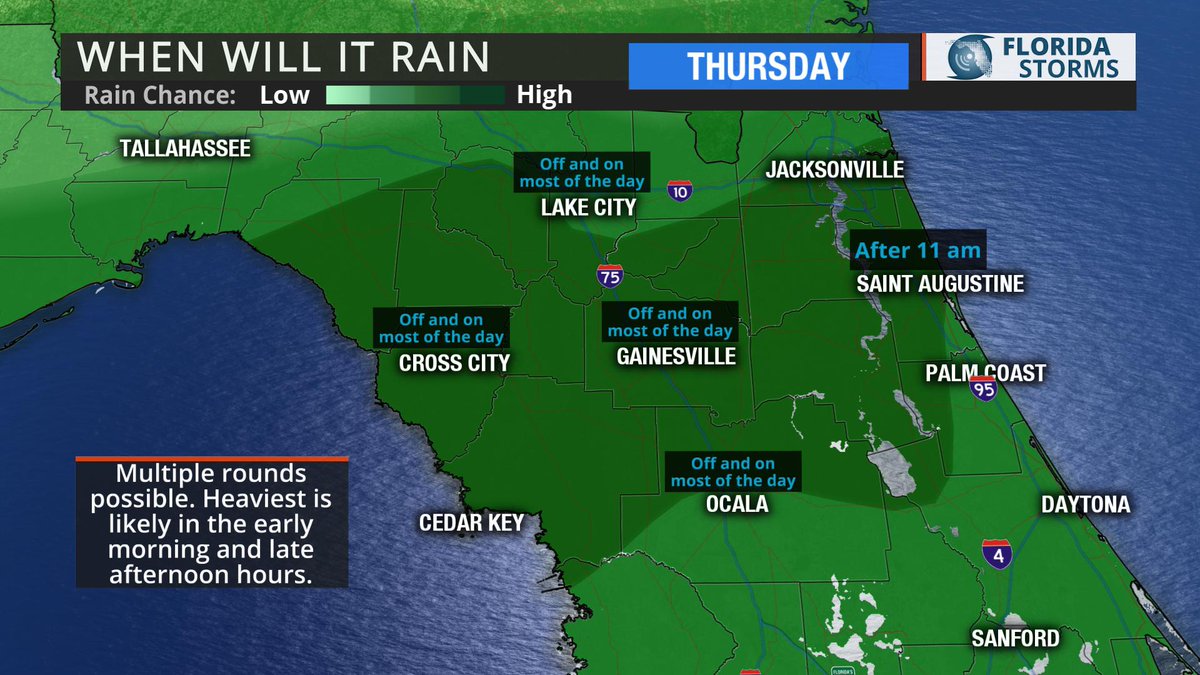 WHEN WILL IT RAIN
THURSDAY
FLORIDA
STORMS
Rain Chance: Low High
TALLAHASSEE
Off and on
most of the day
LAKE CITY
10
JACKSONVILLE
After 11 am
SAINT AUGUSTINE
75
Off and on
most of the day
CROSS CITY
Off and on
most of the day
GAINESVILLE
PALM COAST
95
Off and on
most of the day
OCALA
DAYTONA
CEDAR KEY
4
SANFORD
Multiple rounds
possible. Heaviest is
likely in the early
morning and late
afternoon hours.
FLORIDA'S